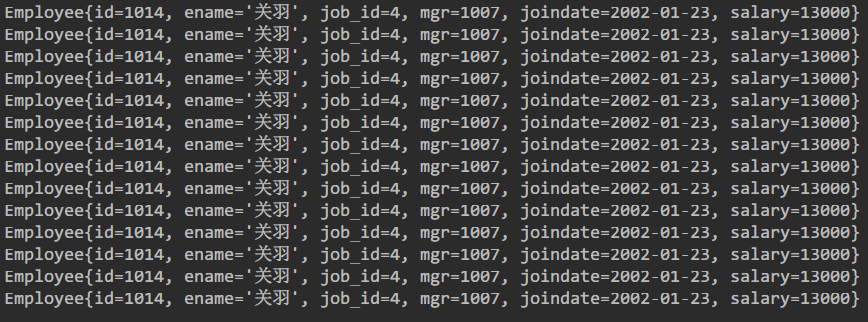 Employee{id=1014, ename='关羽', job_id=4, mgr=1007, joindate=2002-01-23, salary=13000}
Employee{id=1014, ename='关羽', job_id=4, mgr=1007, joindate=2002-01-23, salary=13000}
Employee{id=1014, ename='关羽', job_id=4, mgr=1007, joindate=2002-01-23, salary=13000}
Employee{id=1014, ename='关羽', job_id=4, mgr=1007, joindate=2002-01-23, salary=13000}
Employee{id=1014, ename='关羽', job_id=4, mgr=1007, joindate=2002-01-23, salary=13000}
Employee{id=1014, ename='关羽', job_id=4, mgr=1007, joindate=2002-01-23, salary=13000}
Employee{id=1014, ename='关羽', job_id=4, mgr=1007, joindate=2002-01-23, salary=13000}
Employee{id=1014, ename='关羽', job_id=4, mgr=1007, joindate=2002-01-23, salary=13000}
Employee{id=1014, ename='关羽', job_id=4, mgr=1007, joindate=2002-01-23, salary=13000}
Employee{id=1014, ename='关羽', job_id=4, mgr=1007, joindate=2002-01-23, salary=13000}
Employee{id=1014, ename='关羽', job_id=4, mgr=1007, joindate=2002-01-23, salary=13000}
Employee{id=1014, ename='关羽', job_id=4, mgr=1007, joindate=2002-01-23, salary=13000}
Employee{id=1014, ename='关羽', job_id=4, mgr=1007, joindate=2002-01-23, salary=13000}
Employee{id=1014, ename='关羽', job_id=4, mgr=1007, joindate=2002-01-23, salary=13000}